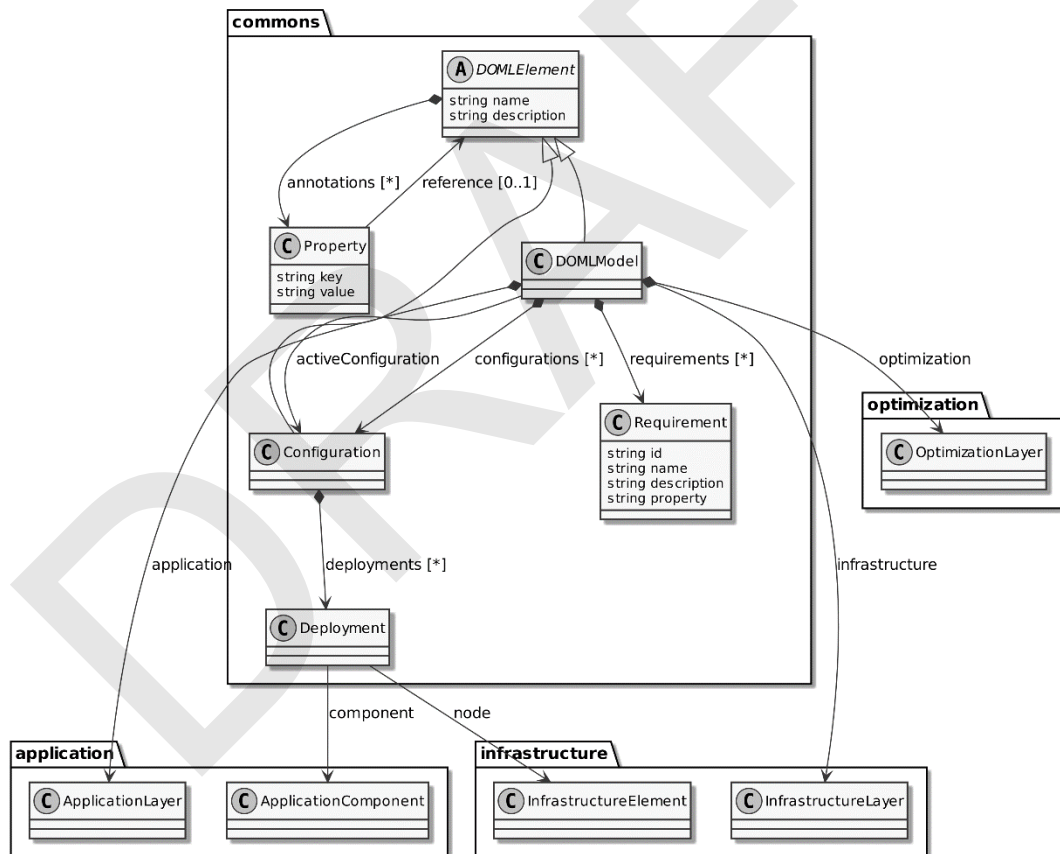 commons
A DOMLElement
string name
string description
annotations [*]
reference [0..1]
C Property
string key
string value
C DOMLModel
activeConfiguration
configurations [*]
requirements [*]
optimization
C Configuration
C Requirement
string id
string name
string description
string property
optimization
C OptimizationLayer
application
deployments [*]
infrastructure
C Deployment
component
node
application
C ApplicationLayer
C ApplicationComponent
infrastructure
C InfrastructureElement
C InfrastructureLayer
DRAF